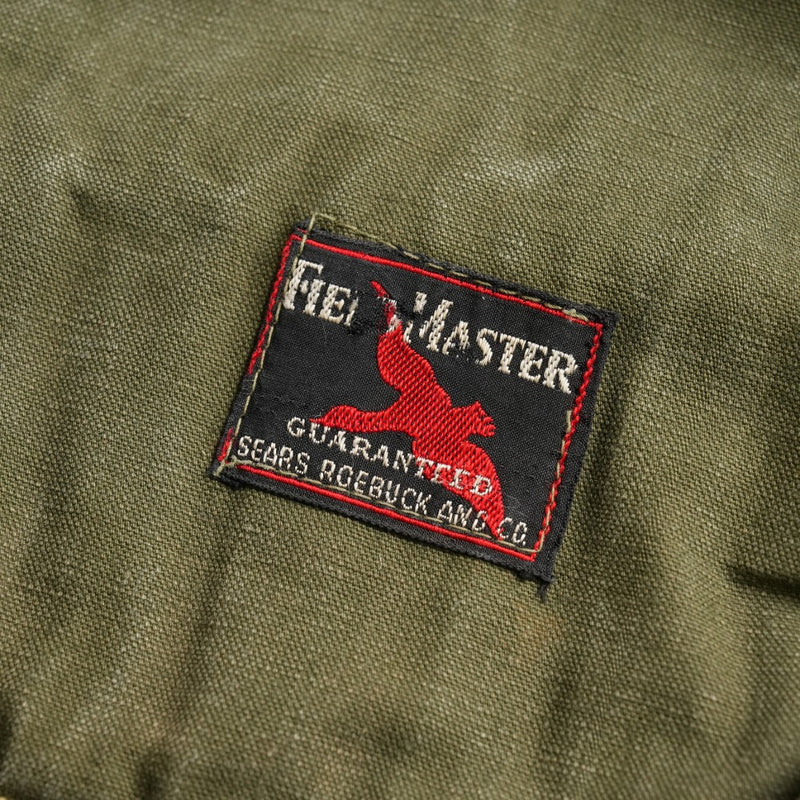 FIELDMASTER
GUARANTEED
SEARS ROEBUCK AND CO.